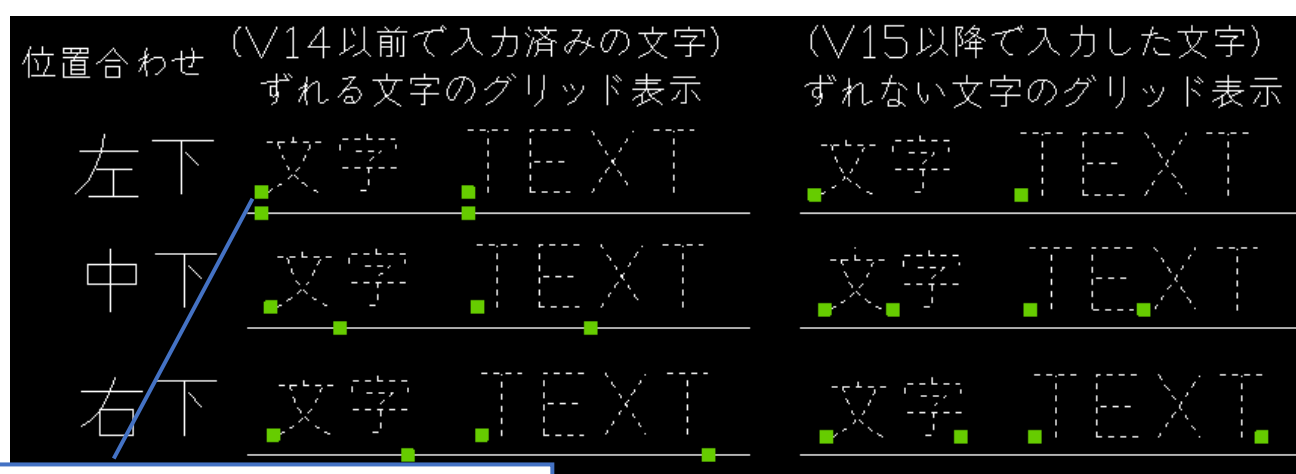 位置合わせ
(V14以前で入力済みの文字)
ずれる文字のグリッド表示
(V15以降で入力した文字)
ずれない文字のグリッド表示
左下 文字 TEXT 文字 TEXT
中下 文字 TEXT 文字 TEXT
右下 文字 TEXT 文字 TEXT